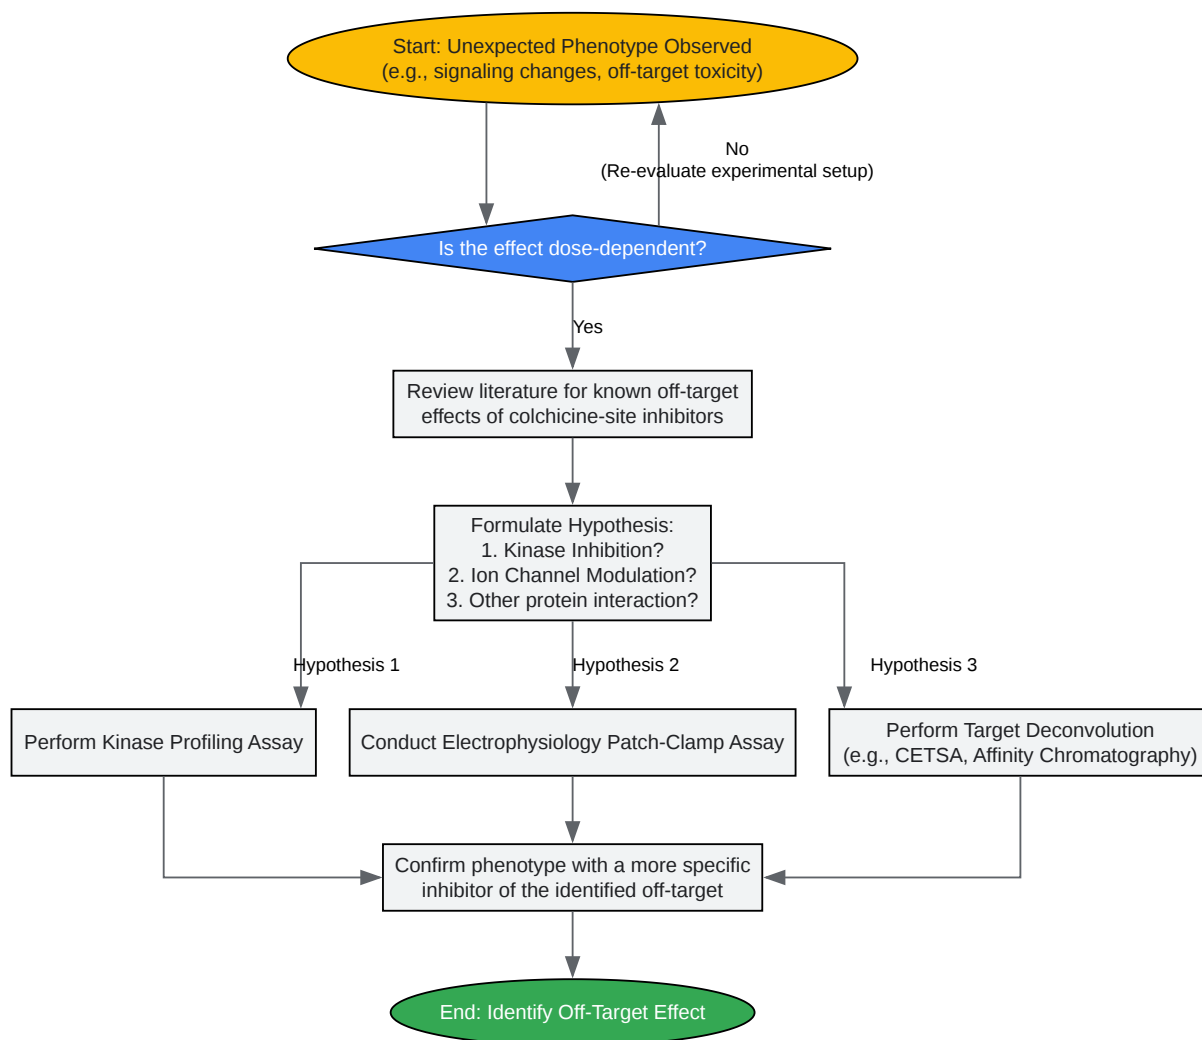 Start: Unexpected Phenotype Observed
(e.g., signaling changes, off-target toxicity)
No
(Re-evaluate experimental setup)
Is the effect dose-dependent?
Yes
Review literature for known off-target
effects of colchicine-site inhibitors
Formulate Hypothesis:
1. Kinase Inhibition?
2. Ion Channel Modulation?
3. Other protein interaction?
Hypothesis 1
Hypothesis 2
Hypothesis 3
Perform Kinase Profiling Assay
Conduct Electrophysiology Patch-Clamp Assay
Perform Target Deconvolution
(e.g., CETSA, Affinity Chromatography)
Confirm phenotype with a more specific
inhibitor of the identified off-target
End: Identify Off-Target Effect